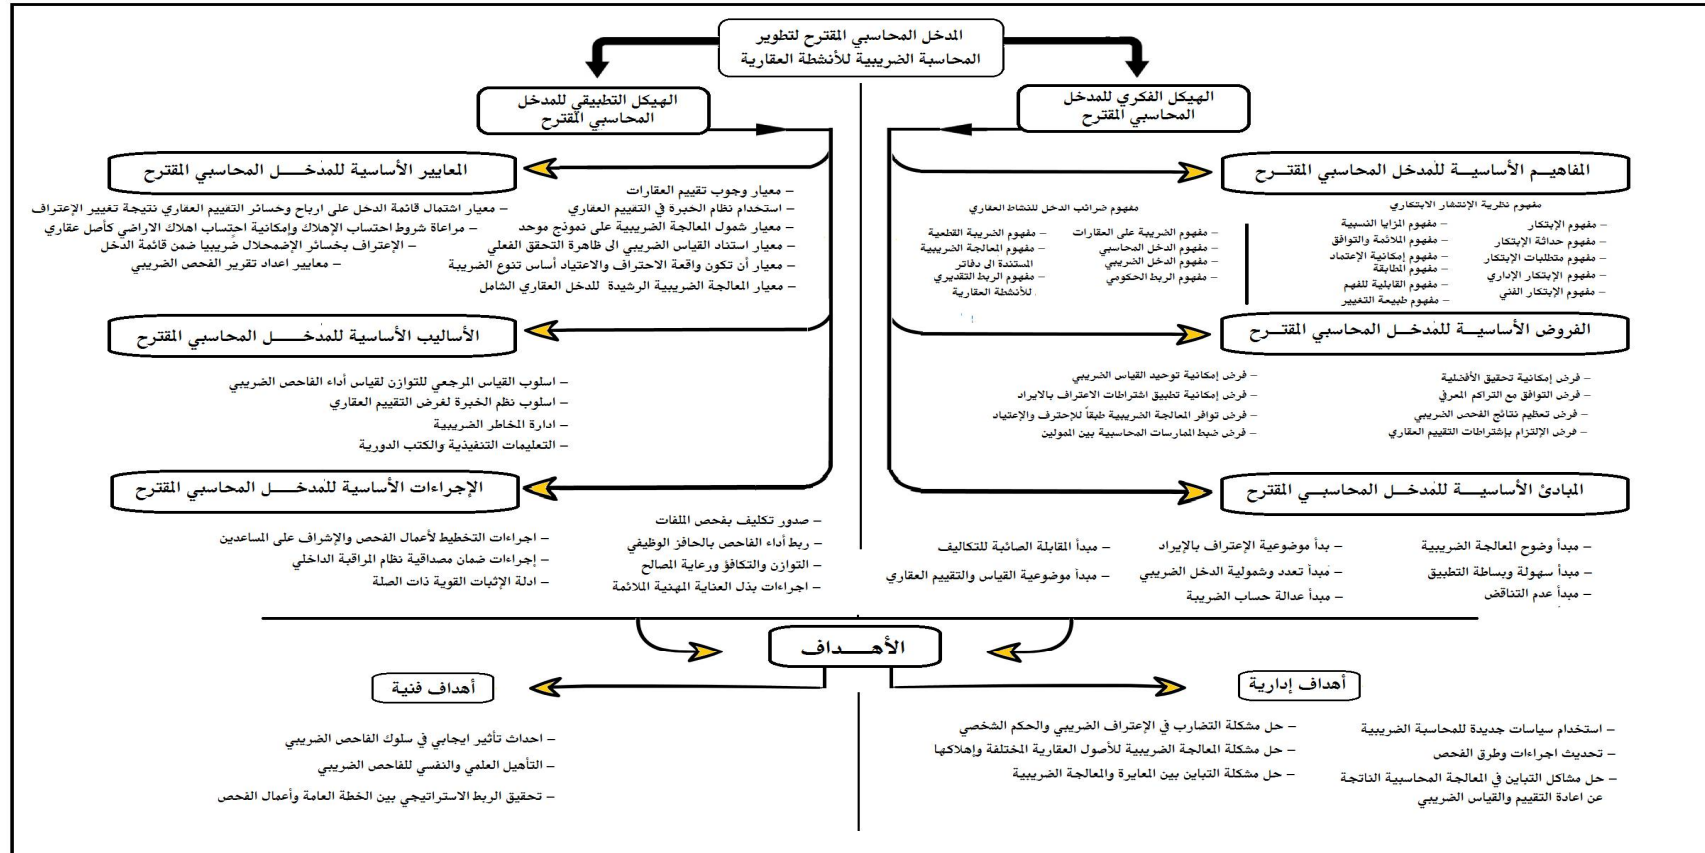 المدخل المحاسبي المقترح لتطوير
المحاسبة الضريبية للأنشطة العقارية
الهيكل الفكري للمدخل
المحاسبي المقترح
الهيكل التطبيقي للمدخل
المحاسبي المقترح
المفاهيـــم الأساسيـــة للمدخل المحاسبي المقتـــرح
مفهوم نظرية الإنتشار الابتكاري
– مفهوم الإبتكار
– مفهوم حداثة الإبتكار
– مفهوم متطلبات الإبتكار
– مفهوم الإبتكار الإداري
– مفهوم الإبتكار الفني
– مفهوم المزايا النسبية
– مفهوم الملائمة والتوافق
– مفهوم إمكانية الإعتماد
– مفهوم المطابقة
– مفهوم القابلية للفهم
– مفهوم طبيعة التغيير
مفهوم ضرائب الدخل للنشاط العقاري
– مفهوم الضريبة على العقارات
– مفهوم الدخل المحاسبي
– مفهوم الدخل الضريبي
– مفهوم الربط الحكومي
– مفهوم الضريبة القطعية
– مفهوم المعالجة الضريبية
المستندة الى دفاتر
– مفهوم الربط التقديري
للأنشطة العقارية
الفروض الأساسيـــة للمدخل المحاسبي المقتـــرح
– فرض إمكانية تحقيق الأفضلية
– فرض التوافق مع التراكم المعرفي
– فرض تعظيم نتائج الفحص الضريبي
– فرض الإلتزام بإشتراطات التقييم العقاري
– فرض إمكانية توحيد القياس الضريبي
– فرض إمكانية تطبيق اشتراطات الاعتراف بالايراد
– فرض توافر المعالجة الضريبية طبقاً للإحترف والإعتياد
– فرض ضبط الممارسات المحاسبية بين الممولين
المبادئ الأساسيـــة للمدخـــل المحاسبـــي المقترح
– مبدأ وضوح المعالجة الضريبية
– مبدأ سهولة وبساطة التطبيق
– مبدأ عدم التناقض
– بدأ موضوعية الإعتراف بالإيراد
– مبدأ تعدد وشمولية الدخل الضريبي
– مبدأ عدالة حساب الضريبة
– مبدأ المقابلة الصائبة للتكاليف
– مبدأ موضوعية القياس والتقييم العقاري
المعايير الأساسية للمدخـــــل المحاسبي المقترح
– معيار وجوب تقييم العقارات
– استخدام نظام الخبرة في التقييم العقاري
– معيار شمول المعالجة الضريبية على نموذج موحد
– معيار استناد القياس الضريبي الى ظاهرة التحقق الفعلي
– معيار أن تكون واقعة الاحتراف والاعتياد أساس تنوع الضريبة
– معيار المعالجة الضريبية الرشيدة للدخل العقاري الشامل
– معيار اشتمال قائمة الدخل على ارباح وخسائر التقييم العقاري نتيجة تغيير الإعتراف
– مراعاة شروط احتساب الإهلاك وإمكانية احتساب اهلاك الاراضي كأصل عقاري
– الإعتراف بخسائر الإضمحلال ضريبيا ضمن قائمة الدخل
– معايير اعداد تقرير الفحص الضريبي
الأساليب الأساسية للمدخـــــل المحاسبي المقترح
– اسلوب القياس المرجعي للتوازن لقياس أداء الفاحص الضريبي
– اسلوب نظم الخبرة لغرض التقييم العقاري
– ادارة المخاطر الضريبية
– التعليمات التنفيذية والكتب الدورية
الإجراءات الأساسية للمدخـــــل المحاسبي المقترح
– صدور تكليف بفحص الملفات
– ربط أداء الفاحص بالحافز الوظيفي
– التوازن والتكافؤ ورعاية المصالح
– اجراءات بذل العناية المهنية الملائمة
– اجراءات التخطيط لأعمال الفحص والإشراف على المساعدين
– إجراءات ضمان مصداقية نظام المراقبة الداخلي
– ادلة الإثبات القوية ذات الصلة
الأهـــــداف
أهداف إدارية
– استخدام سياسات جديدة للمحاسبة الضريبية
– تحديث اجراءات وطرق الفحص
– حل مشاكل التباين في المعالجة المحاسبية الناتجة
عن اعادة التقييم والقياس الضريبي
– حل مشكلة التضارب في الإعتراف الضريبي والحكم الشخصي
– حل مشكلة المعالجة الضريبية للأصول العقارية المختلفة وإهلاكها
– حل مشكلة التباين بين المعايرة والمعالجة الضريبية
أهداف فنية
– احداث تأثير ايجابي في سلوك الفاحص الضريبي
– التأهيل العلمي والنفسي للفاحص الضريبي
– تحقيق الربط الاستراتيجي بين الخطة العامة وأعمال الفحص